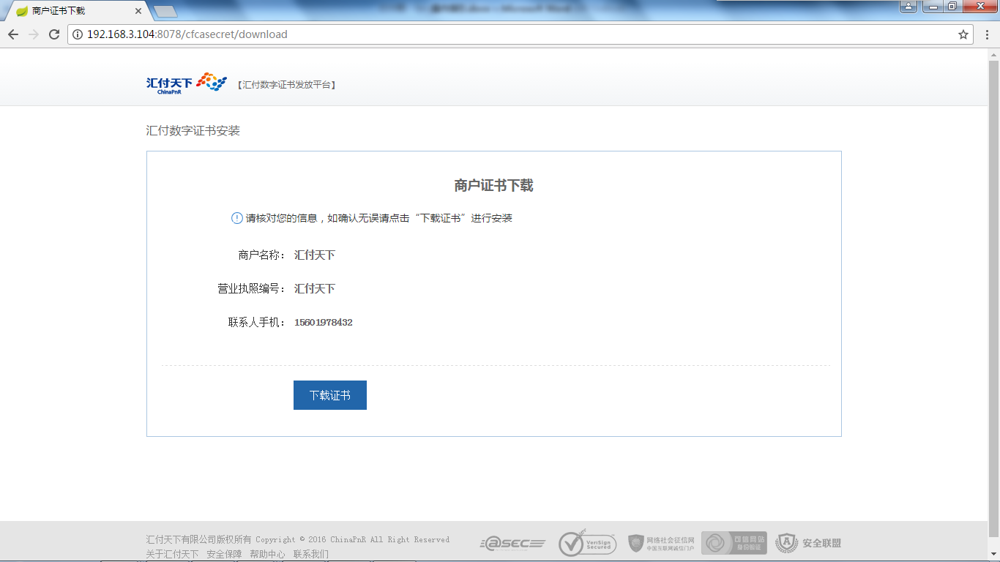 商户证书下载
192.168.3.104:8078/cfcasecret/download
汇付天下
ChinaPnR
【汇付数字证书发放平台】
汇付数字证书安装
商户证书下载
请核对您的信息，如确认无误请点击“下载证书”进行安装
商户名称： 汇付天下
营业执照编号： 汇付天下
联系人手机： 15601978432
下载证书
汇付天下有限公司版权所有 Copyright © 2016 ChinaPnR All Right Reserved
关于汇付天下 安全保障 帮助中心 联系我们
@SEC
VeriSign
Secured
网络社会征信网
中国互联网诚信门户
可信网站
身份验证
安全联盟